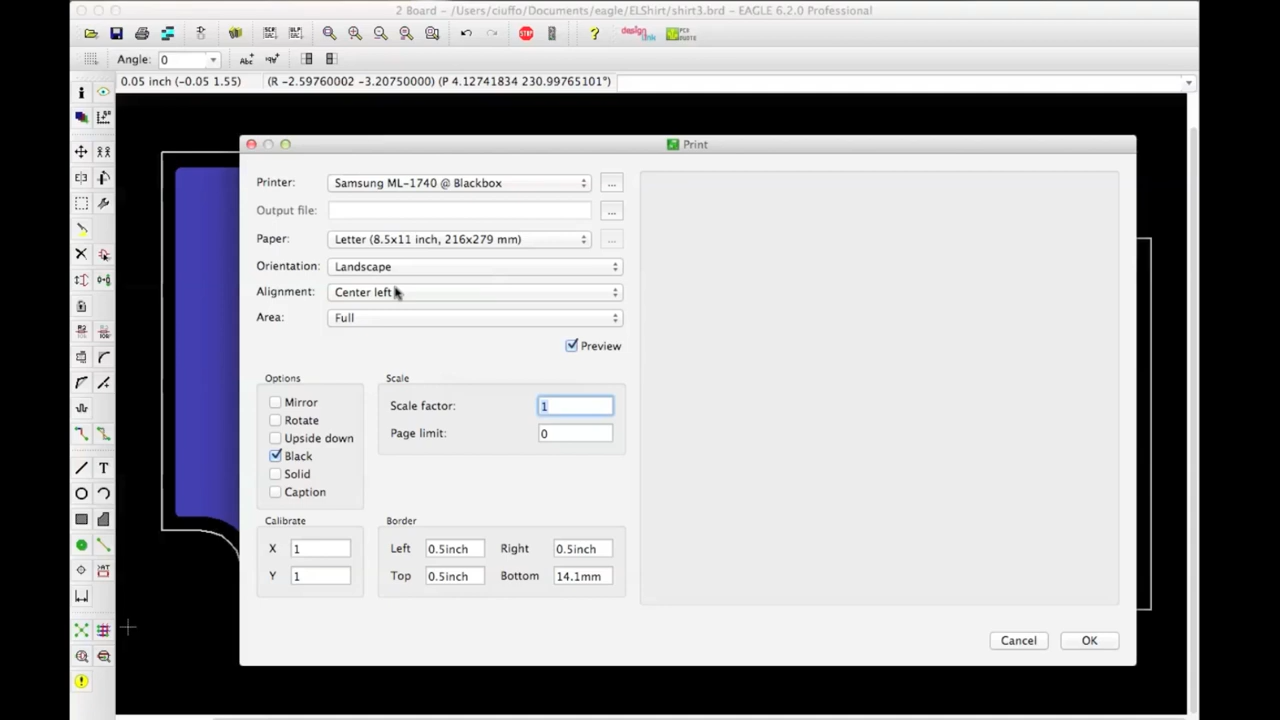 2 Board - /Users/ciuffo/Documents/eagle/ELShirt/shirt3.brd - EAGLE 6.2.0 Professional
Angle: 0
0.05 inch (-0.05 1.55) (R -2.59760002 -3.20750000) (P 4.12741834 230.99765101°)
Print
Printer: Samsung ML-1740 @ Blackbox ...
Output file: ...
Paper: Letter (8.5x11 inch, 216x279 mm) ...
Orientation: Landscape
Alignment: Center left
Area: Full
Preview
Options
Mirror
Rotate
Upside down
Black
Solid
Caption
Scale
Scale factor: 1
Page limit: 0
Calibrate
X 1
Y 1
Border
Left 0.5inch Right 0.5inch
Top 0.5inch Bottom 14.1mm
Cancel OK